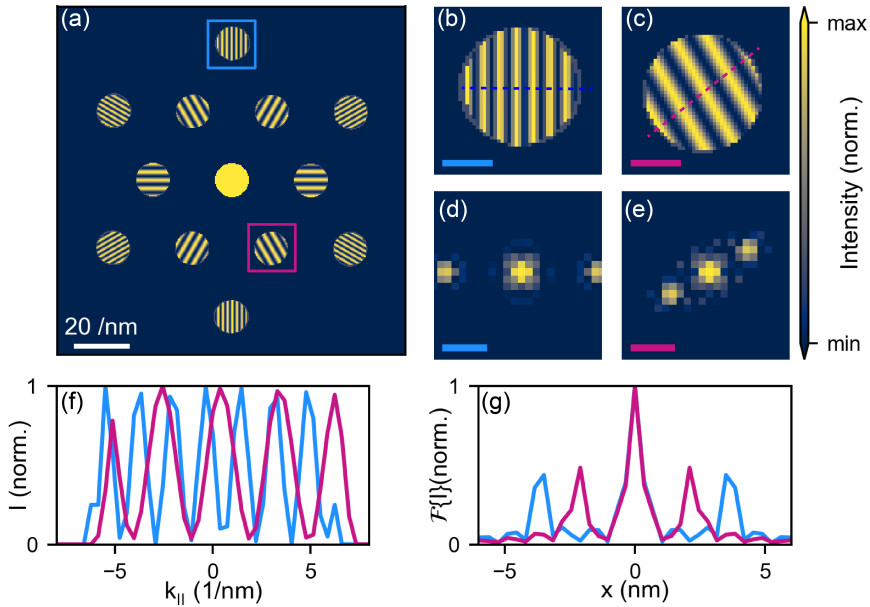 (a)
20 /nm
(b)
(c)
(d)
(e)
max
Intensity (norm.)
min
(f)
1
0
I (norm.)
−5
0
5
k|| (1/nm)
(g)
1
0
ℱ{I}(norm.)
−5
0
5
x (nm)